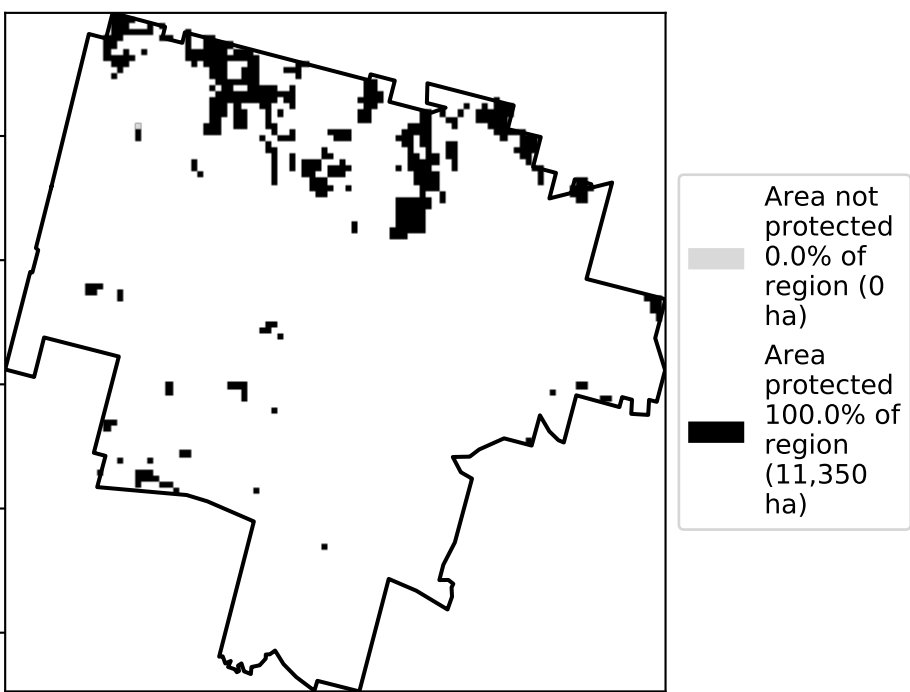 Area not
protected
0.0% of
region (0
ha)
Area
protected
100.0% of
region
(11,350
ha)